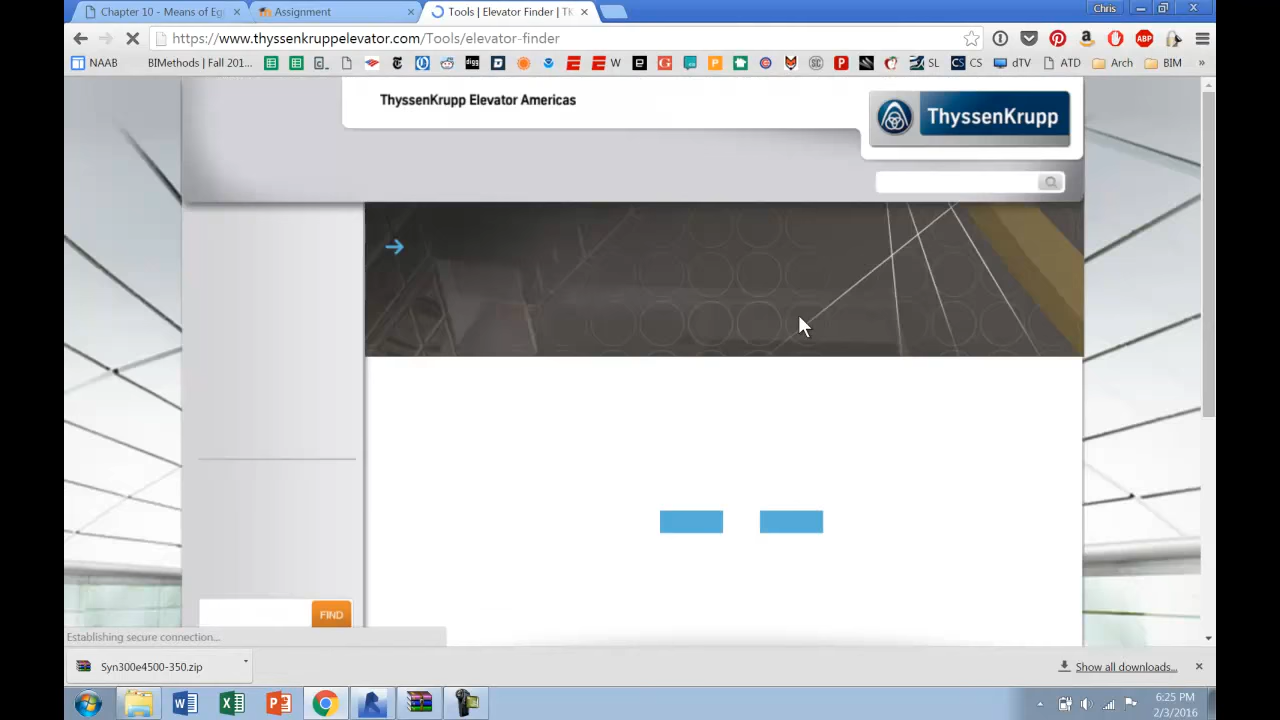 Chapter 10 - Means of Eg
Assignment
Tools | Elevator Finder | TK
Chris
https://www.thyssenkruppelevator.com/Tools/elevator-finder
NAAB
BIMethods | Fall 201...
W
SL
CS
dTV
ATD
Arch
BIM
»
ThyssenKrupp Elevator Americas
ThyssenKrupp
FIND
Establishing secure connection...
Syn300e4500-350.zip
Show all downloads...
6:25 PM
2/3/2016